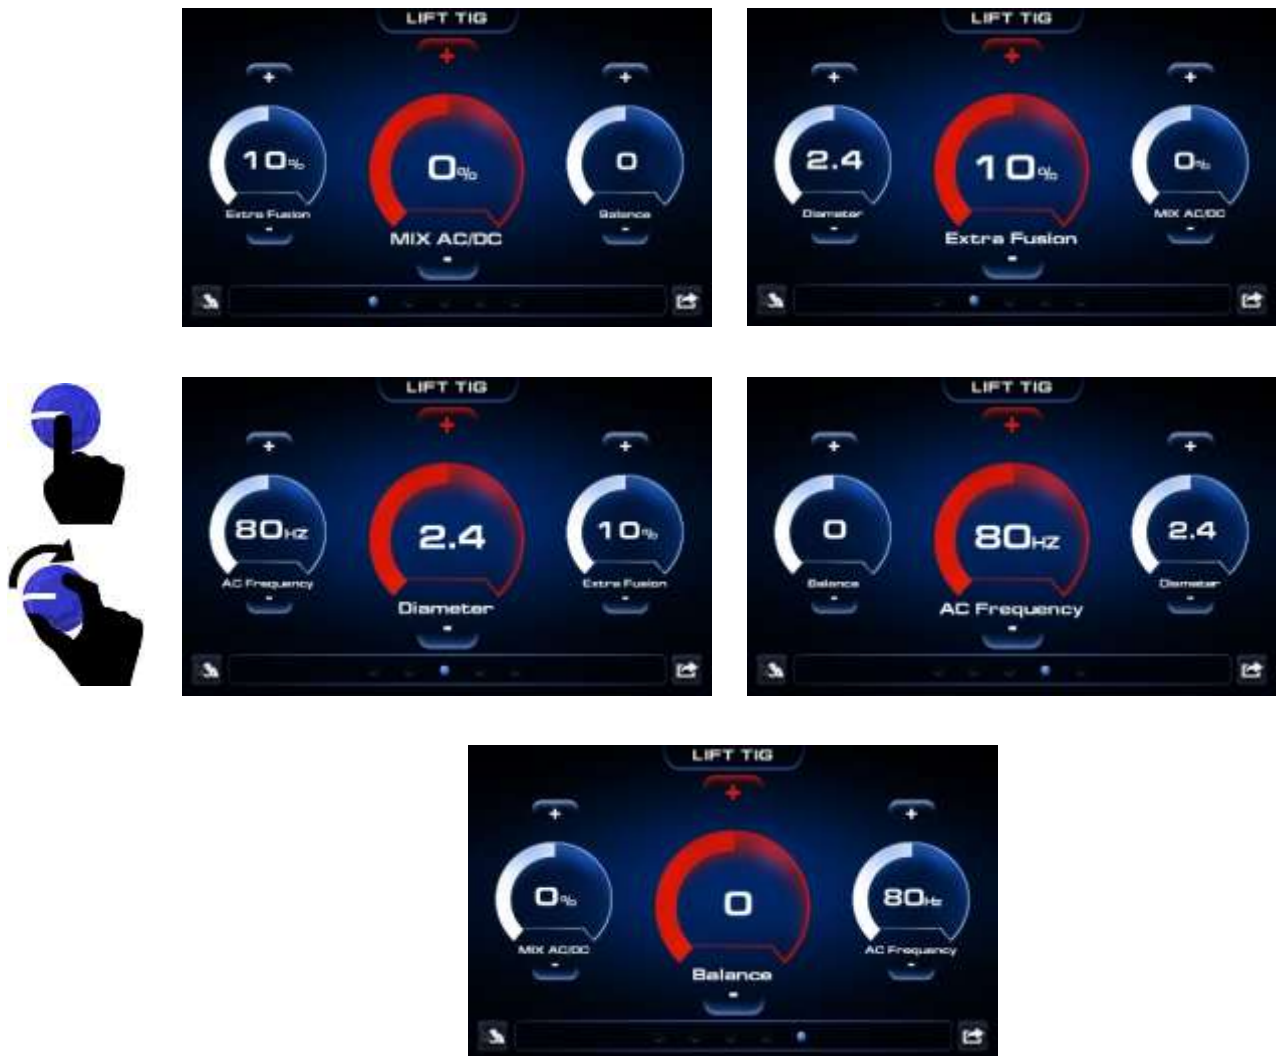 LIFT TIG
+
+ +
10% 0% 0
Extra Fusion MIX AC/DC Balance
- - -
LIFT TIG
+
+ +
2.4 10% 0%
Diameter Extra Fusion MIX AC/DC
- - -
LIFT TIG
+
+ +
80HZ 2.4 10%
AC Frequency Diameter Extra Fusion
- - -
LIFT TIG
+
+ +
0 80HZ 2.4
Balance AC Frequency Diameter
- - -
LIFT TIG
+
+ +
0% 0 80Hz
MIX AC/DC Balance AC Frequency
- - -